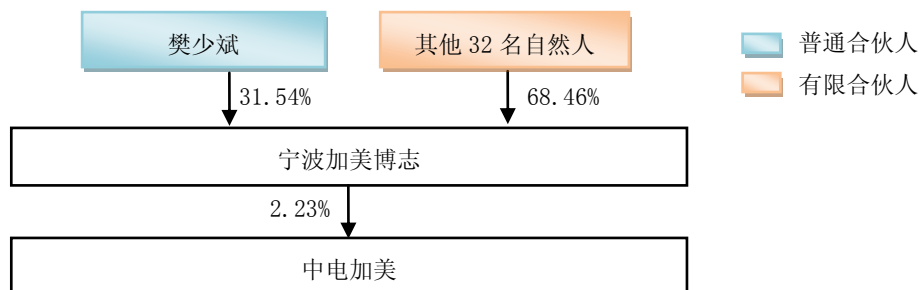 樊少斌
其他 32 名自然人
普通合伙人
有限合伙人
31.54%
68.46%
宁波加美博志
2.23%
中电加美